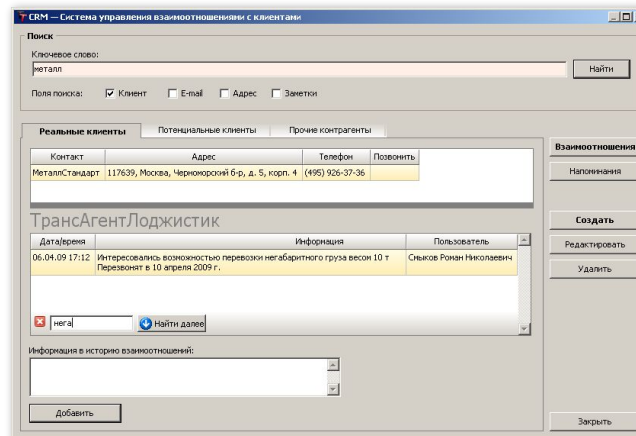 CRM — Система управления взаимоотношениями с клиентами
Поиск
Ключевое слово:
металл
Найти
Поля поиска: Клиент E-mail Адрес Заметки
Реальные клиенты Потенциальные клиенты Прочие контрагенты
Взаимоотношения
Контакт Адрес Телефон Позвонить
МеталлСтандарт 117639, Москва, Черноморский б-р, д. 5, корп. 4 (495) 926-37-36
Напоминания
ТрансАгентЛоджистик
Создать
Дата/время Информация Пользователь
Редактировать
06.04.09 17:12 Интересовались возможностью перевозки негабаритного груза весом 10 т Смыков Роман Николаевич
Перезвонят в 10 апреля 2009 г.
Удалить
нега Найти далее
Информация в историю взаимоотношений:
Добавить
Закрыть